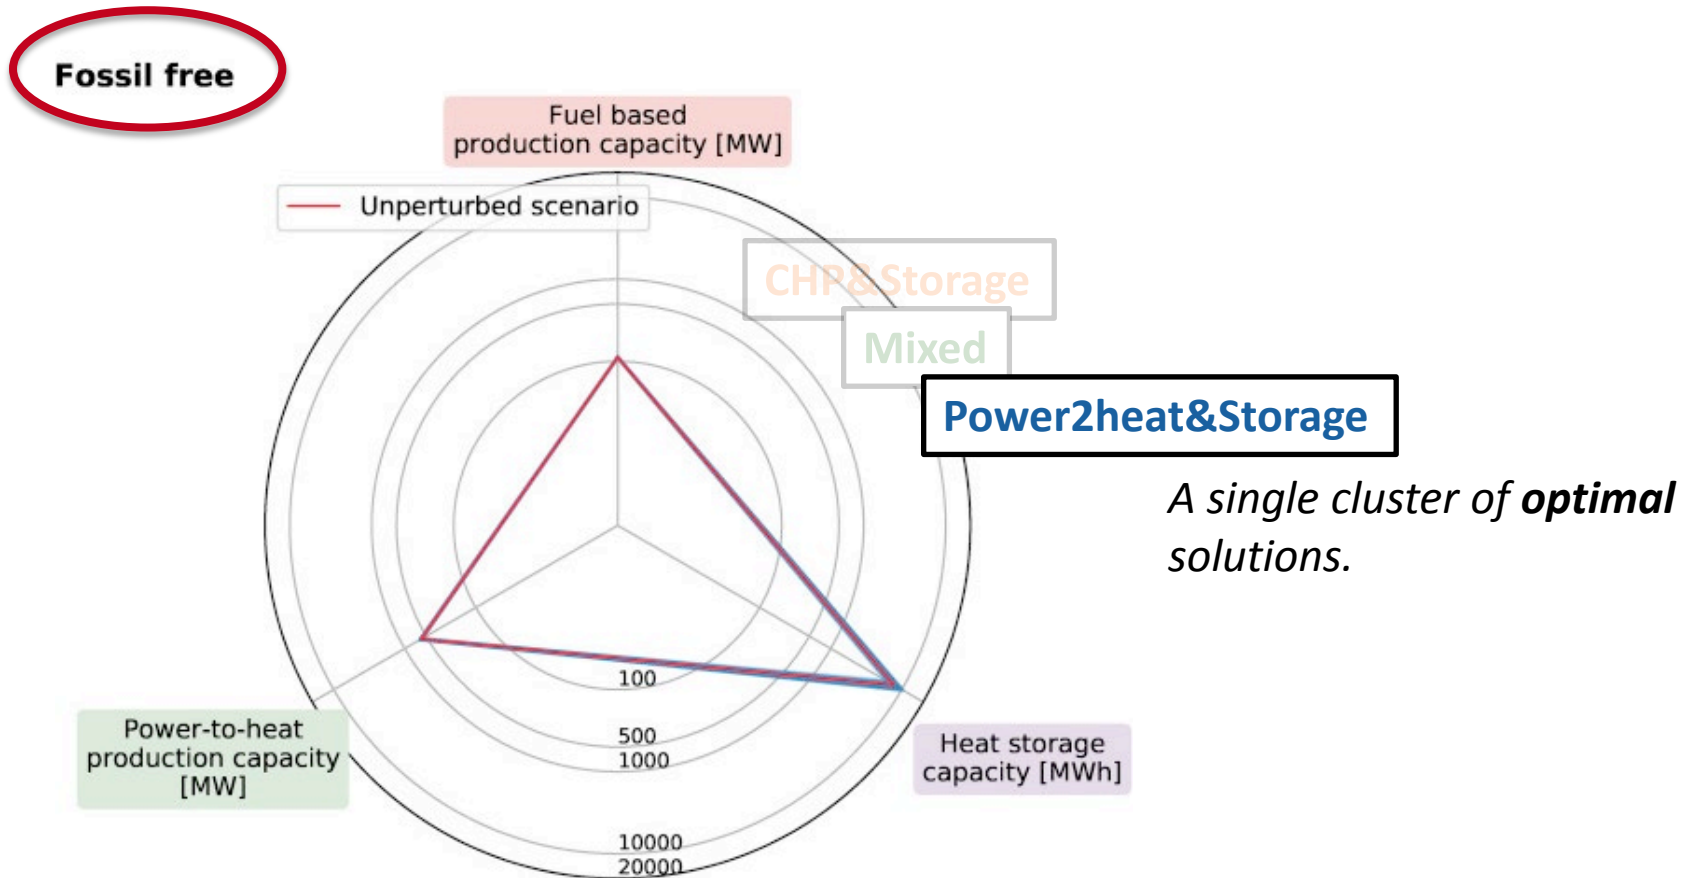 Fossil free
Fuel based
production capacity [MW]
Unperturbed scenario
CHP&Storage
Mixed
Power2heat&Storage
A single cluster of optimal
solutions.
100
500
1000
10000
20000
Power-to-heat
production capacity
[MW]
Heat storage
capacity [MWh]